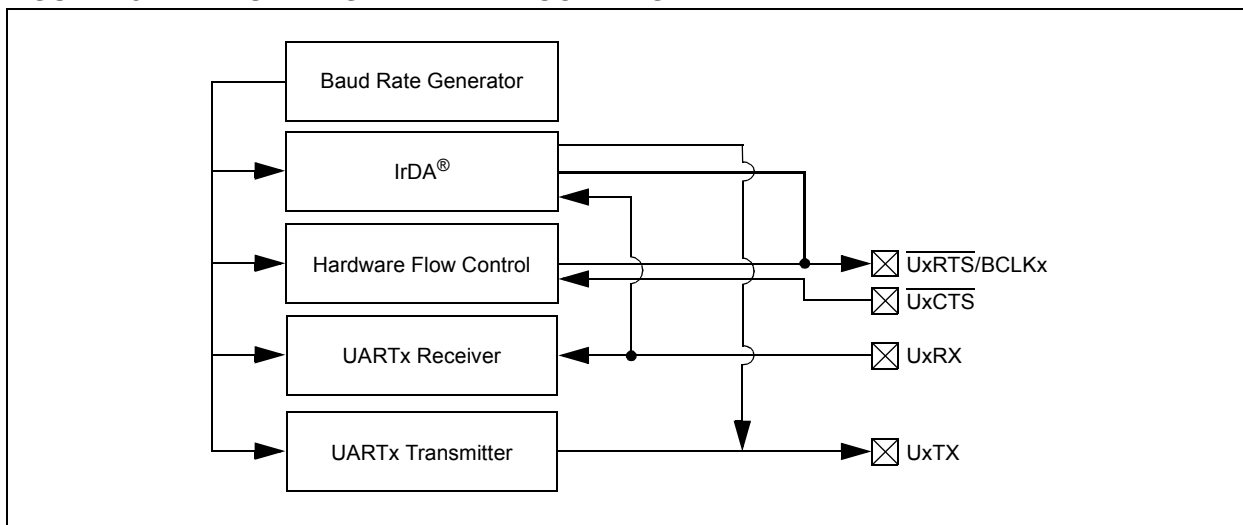 Baud Rate Generator
IrDA®
Hardware Flow Control
UxRTS/BCLKx
UxCTS
UARTx Receiver
UxRX
UARTx Transmitter
UxTX